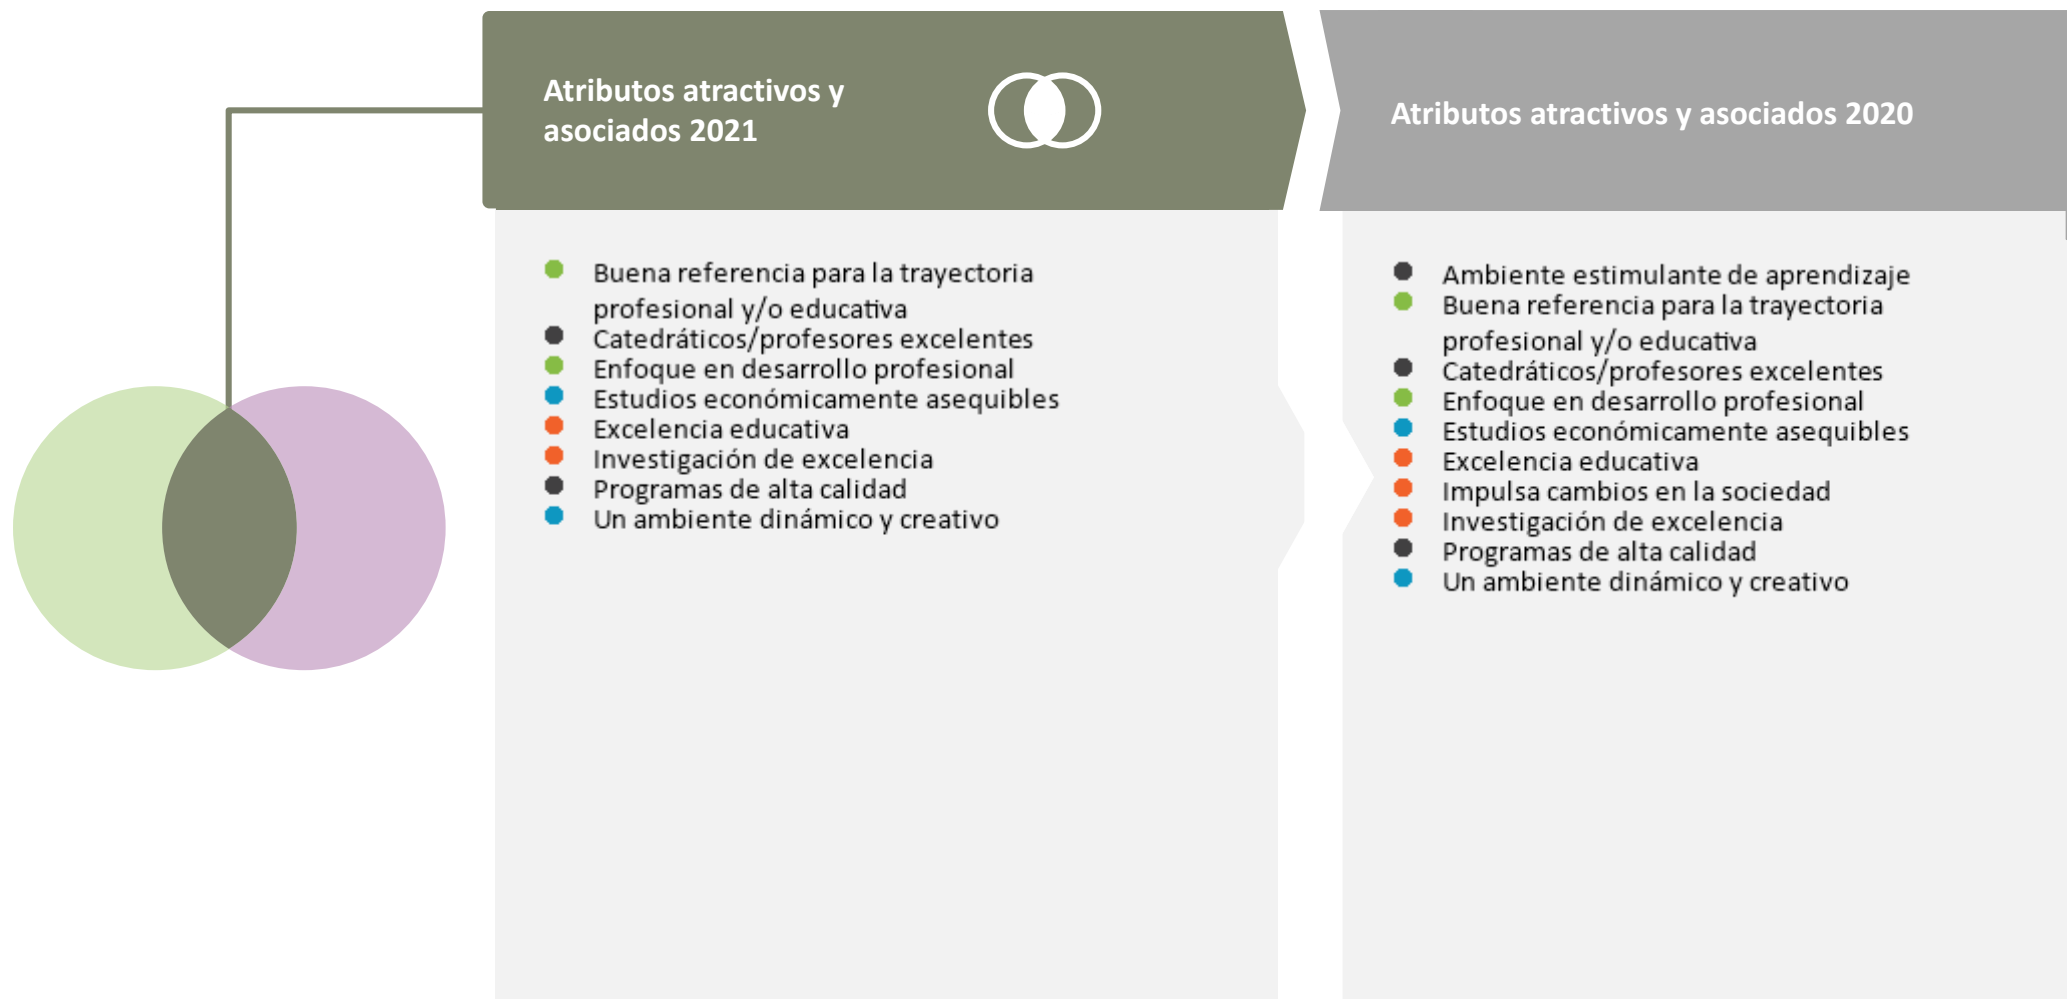 Atributos atractivos y
asociados 2021
Buena referencia para la trayectoria
profesional y/o educativa
Catedráticos/profesores excelentes
Enfoque en desarrollo profesional
Estudios económicamente asequibles
Excelencia educativa
Investigación de excelencia
Programas de alta calidad
Un ambiente dinámico y creativo
Atributos atractivos y asociados 2020
Ambiente estimulante de aprendizaje
Buena referencia para la trayectoria
profesional y/o educativa
Catedráticos/profesores excelentes
Enfoque en desarrollo profesional
Estudios económicamente asequibles
Excelencia educativa
Impulsa cambios en la sociedad
Investigación de excelencia
Programas de alta calidad
Un ambiente dinámico y creativo